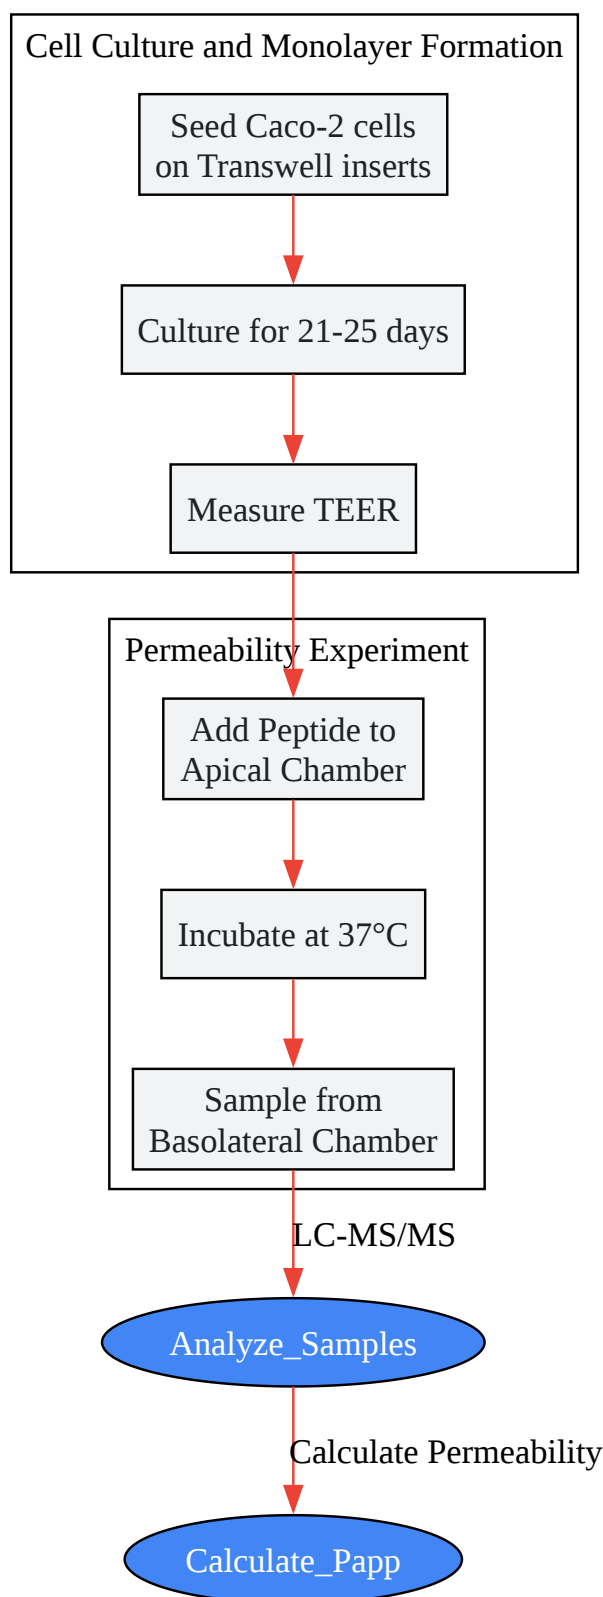 Cell Culture and Monolayer Formation
Seed Caco-2 cells
on Transwell inserts
Culture for 21-25 days
Measure TEER
Permeability Experiment
Add Peptide to
Apical Chamber
Incubate at 37°C
Sample from
Basolateral Chamber
LC-MS/MS
Analyze_Samples
Calculate Permeability
Calculate_Papp